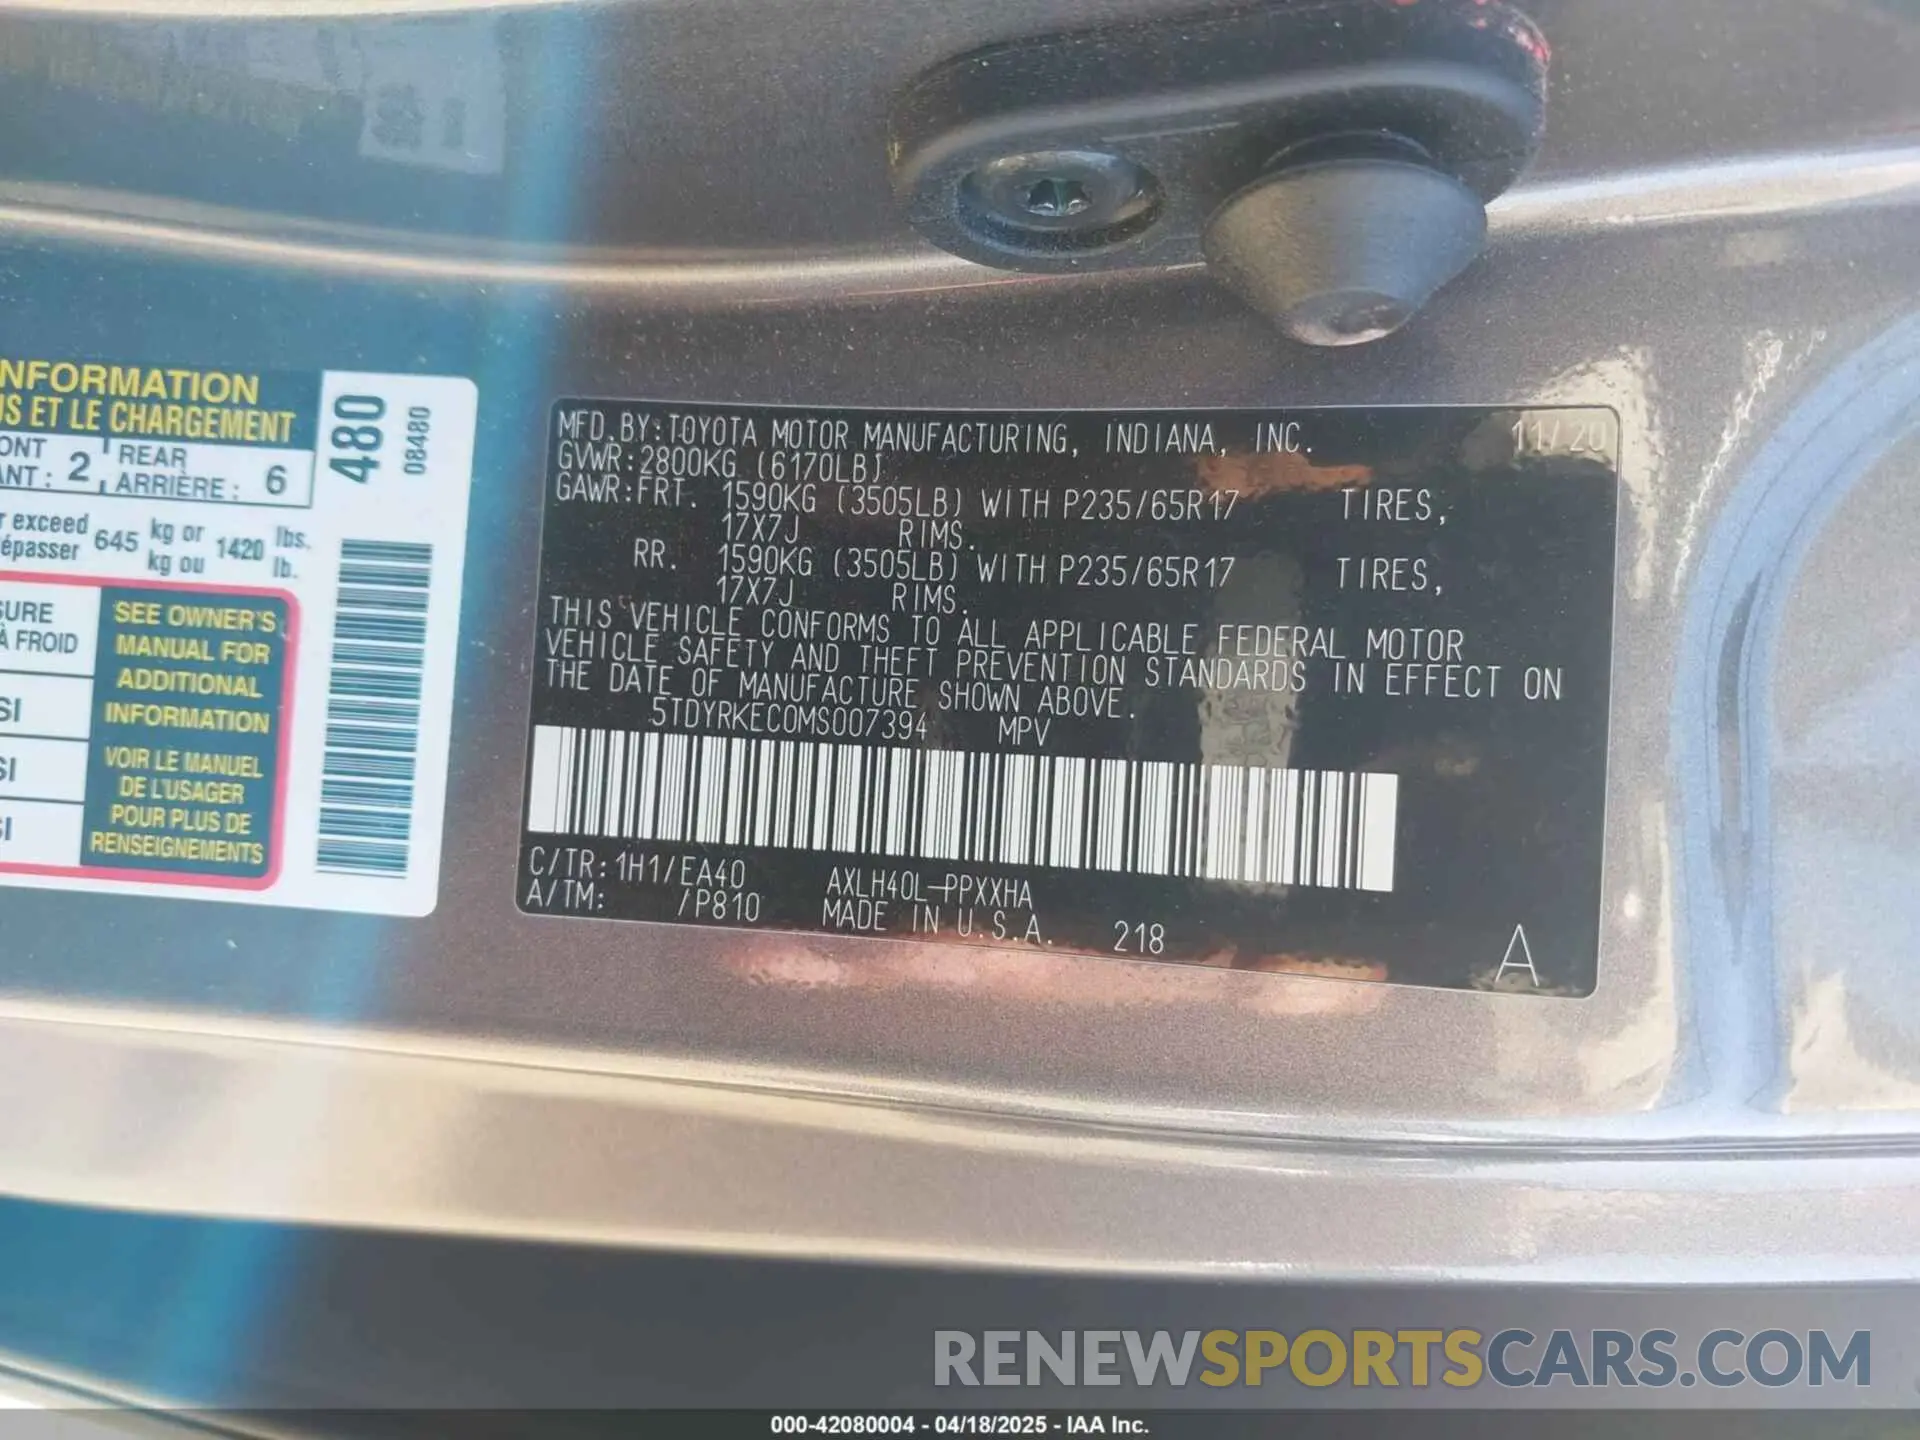 NFORMATION
US ET LE CHARGEMENT
ONT
ANT : 2, REAR
ARRIÈRE : 6
r exceed 645 kg or 1420 lbs.
épasser kg ou lb.
SURE
À FROID
SI
SI
SI
SEE OWNER'S
MANUAL FOR
ADDITIONAL
INFORMATION
VOIR LE MANUEL
DE L'USAGER
POUR PLUS DE
RENSEIGNEMENTS
480
08480
MFD.BY:TOYOTA MOTOR MANUFACTURING, INDIANA, INC. 11/20
GVWR:2800KG (6170LB)
GAWR:FRT. 1590KG (3505LB) WITH P235/65R17 TIRES,
17X7J RIMS.
RR. 1590KG (3505LB) WITH P235/65R17 TIRES,
17X7J RIMS.
THIS VEHICLE CONFORMS TO ALL APPLICABLE FEDERAL MOTOR
VEHICLE SAFETY AND THEFT PREVENTION STANDARDS IN EFFECT ON
THE DATE OF MANUFACTURE SHOWN ABOVE.
5TDYRKEC0MS007394 MPV
C/TR:1H1/EA40 AXLH40L-PPXXHA
A/TM: /P810 MADE IN U.S.A. 218
A
RENEWSPORTSCARS.COM
000-42080004 - 04/18/2025 - IAA Inc.